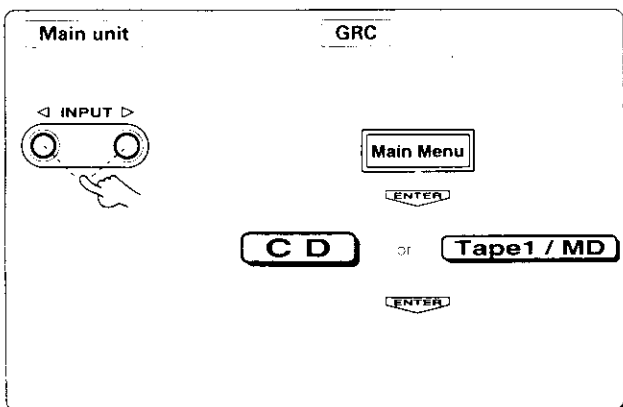 Main unit
GRC
◁ INPUT ▷
Main Menu
ENTER
C D or Tape1 / MD
ENTER